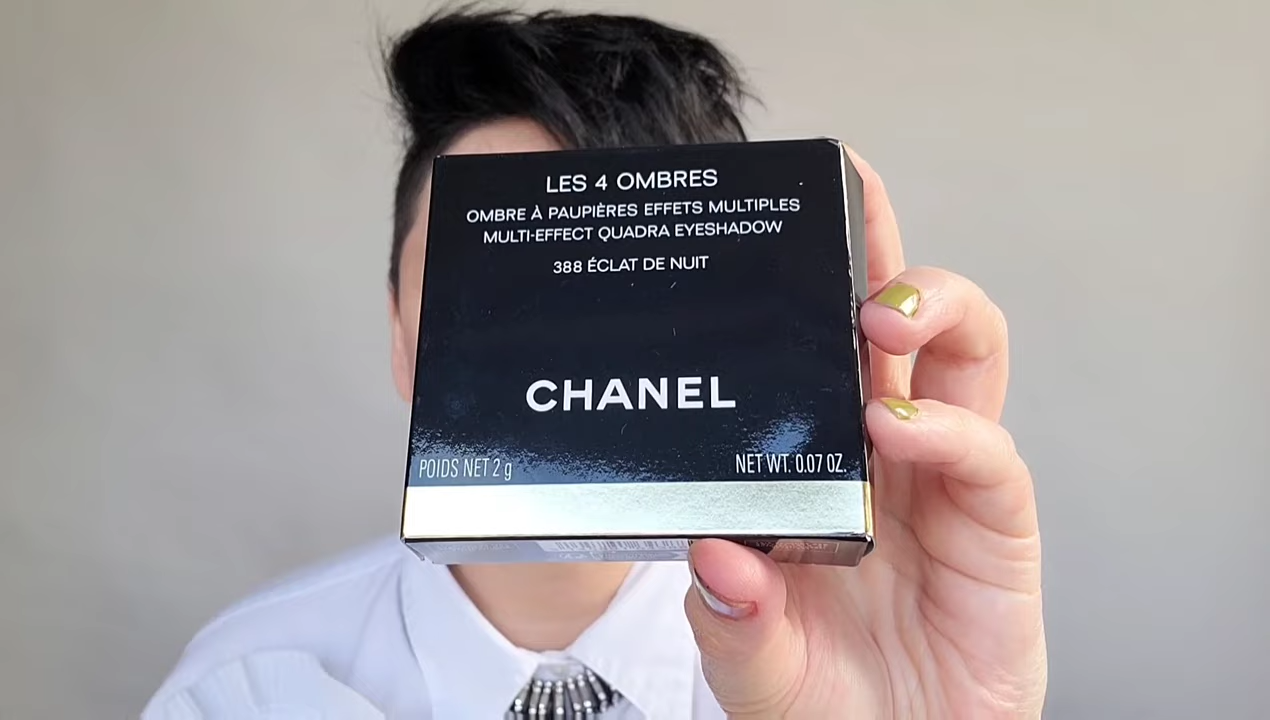 LES 4 OMBRES
OMBRE À PAUPIÈRES EFFETS MULTIPLES
MULTI-EFFECT QUADRA EYESHADOW
388 ÉCLAT DE NUIT
CHANEL
POIDS NET 2 g
NET WT. 0.07 OZ.